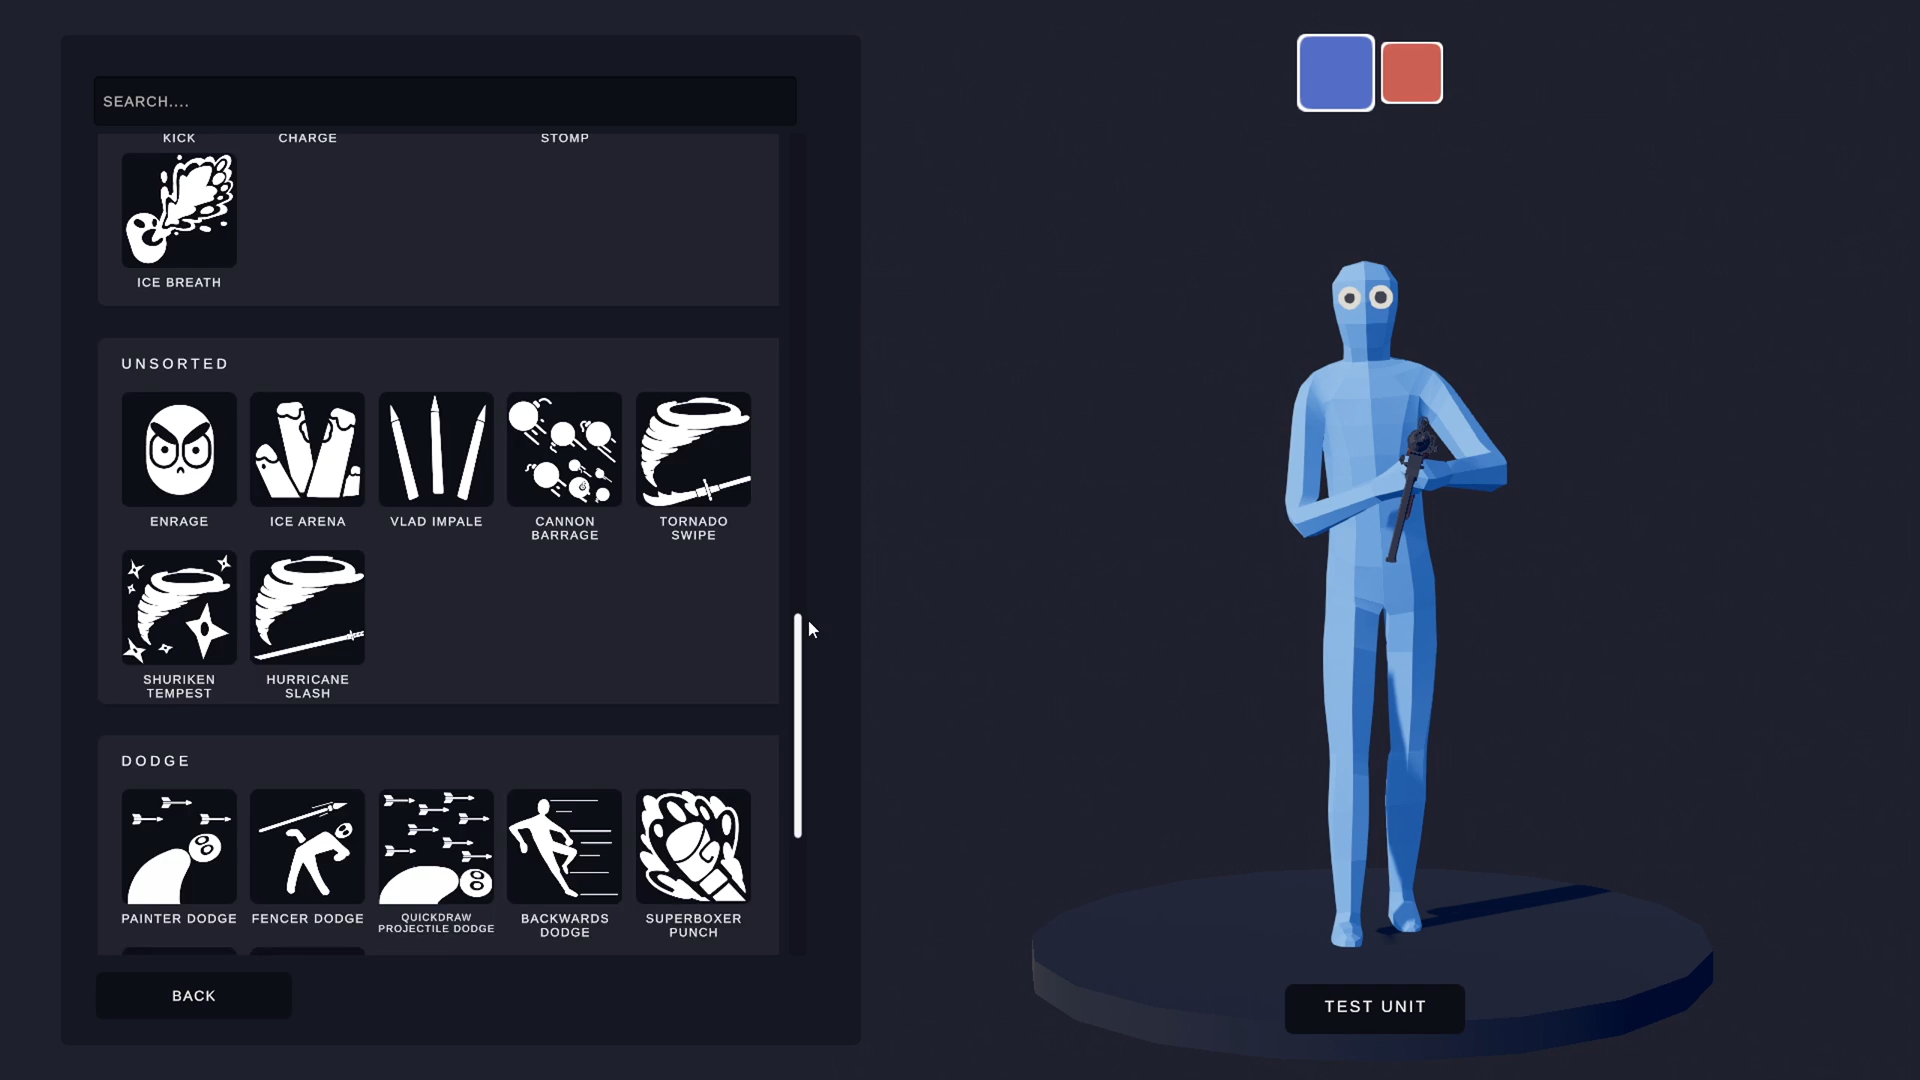 SEARCH....
KICK CHARGE STOMP
ICE BREATH
UNSORTED
ENRAGE ICE ARENA VLAD IMPALE CANNON BARRAGE TORNADO SWIPE
SHURIKEN TEMPEST HURRICANE SLASH
DODGE
PAINTER DODGE FENCER DODGE QUICKDRAW PROJECTILE DODGE BACKWARDS DODGE SUPERBOXER PUNCH
BACK
TEST UNIT